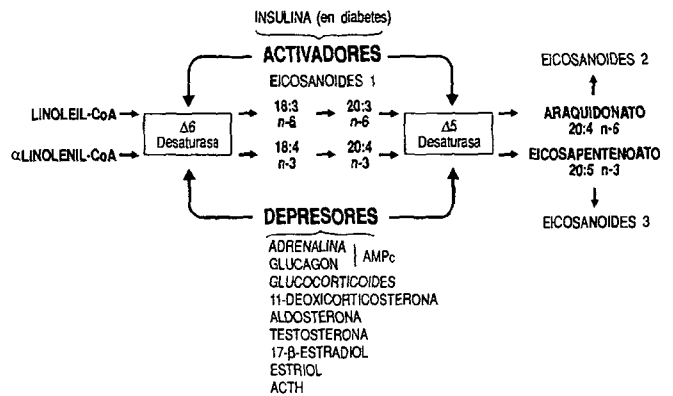 INSULINA (en diabetes)
ACTIVADORES
EICOSANOIDES 1
EICOSANOIDES 2
LINOLEIL-CoA
Δ6
Desaturasa
18:3
n-6
20:3
n-6
Δ5
Desaturasa
ARAQUIDONATO
20:4 n-6
αLINOLENIL-CoA
18:4
n-3
20:4
n-3
EICOSAPENTENOATO
20:5 n-3
EICOSANOIDES 3
DEPRESORES
ADRENALINA
GLUCAGON
AMPc
GLUCOCORTICOIDES
11-DEOXICORTICOSTERONA
ALDOSTERONA
TESTOSTERONA
17-β-ESTRADIOL
ESTRIOL
ACTH